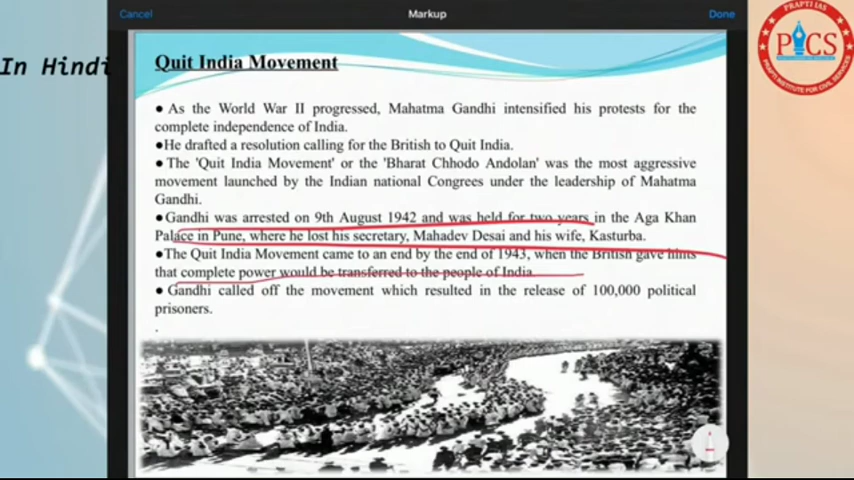 Cancel
Markup
Done
In Hindi
PRAPTI IAS
PiCS
PRAPTI INSTITUTE FOR CIVIL SERVICES
Quit India Movement
● As the World War II progressed, Mahatma Gandhi intensified his protests for the
complete independence of India.
●He drafted a resolution calling for the British to Quit India.
● The 'Quit India Movement' or the 'Bharat Chhodo Andolan' was the most aggressive
movement launched by the Indian national Congrees under the leadership of Mahatma
Gandhi.
● Gandhi was arrested on 9th August 1942 and was held for two years in the Aga Khan
Palace in Pune, where he lost his secretary, Mahadev Desai and his wife, Kasturba.
●The Quit India Movement came to an end by the end of 1943, when the British gave hints
that complete power would be transferred to the people of India.
● Gandhi called off the movement which resulted in the release of 100,000 political
prisoners.
.